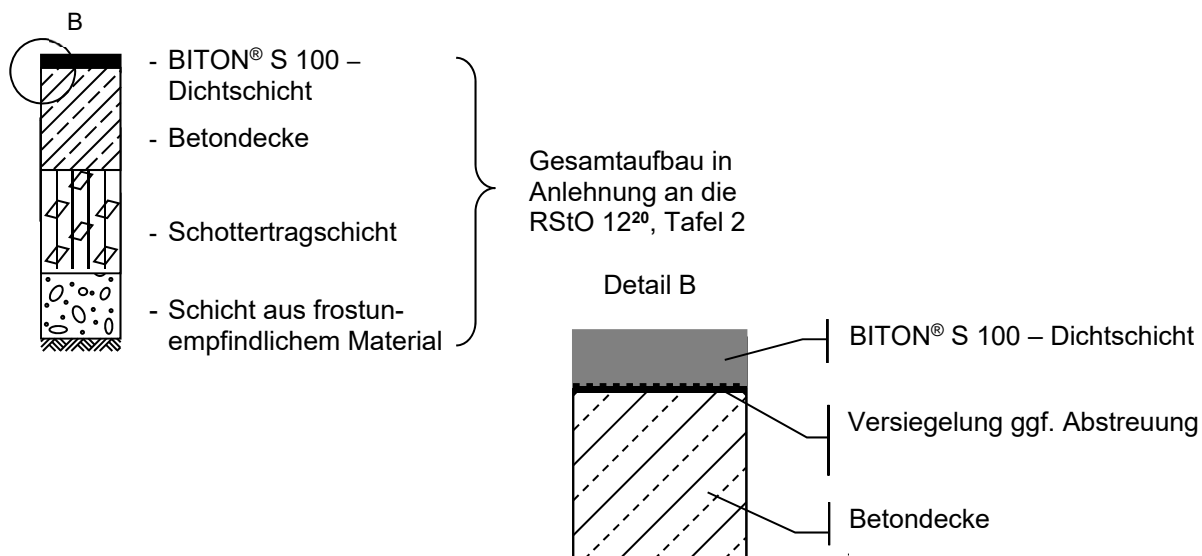 B
- BITON® S 100 –
Dichtschicht
- Betondecke
- Schottertragschicht
- Schicht aus frostun-
empfindlichem Material
Gesamtaufbau in
Anlehnung an die
RStO 12²⁰, Tafel 2
Detail B
BITON® S 100 – Dichtschicht
Versiegelung ggf. Abstreuung
Betondecke